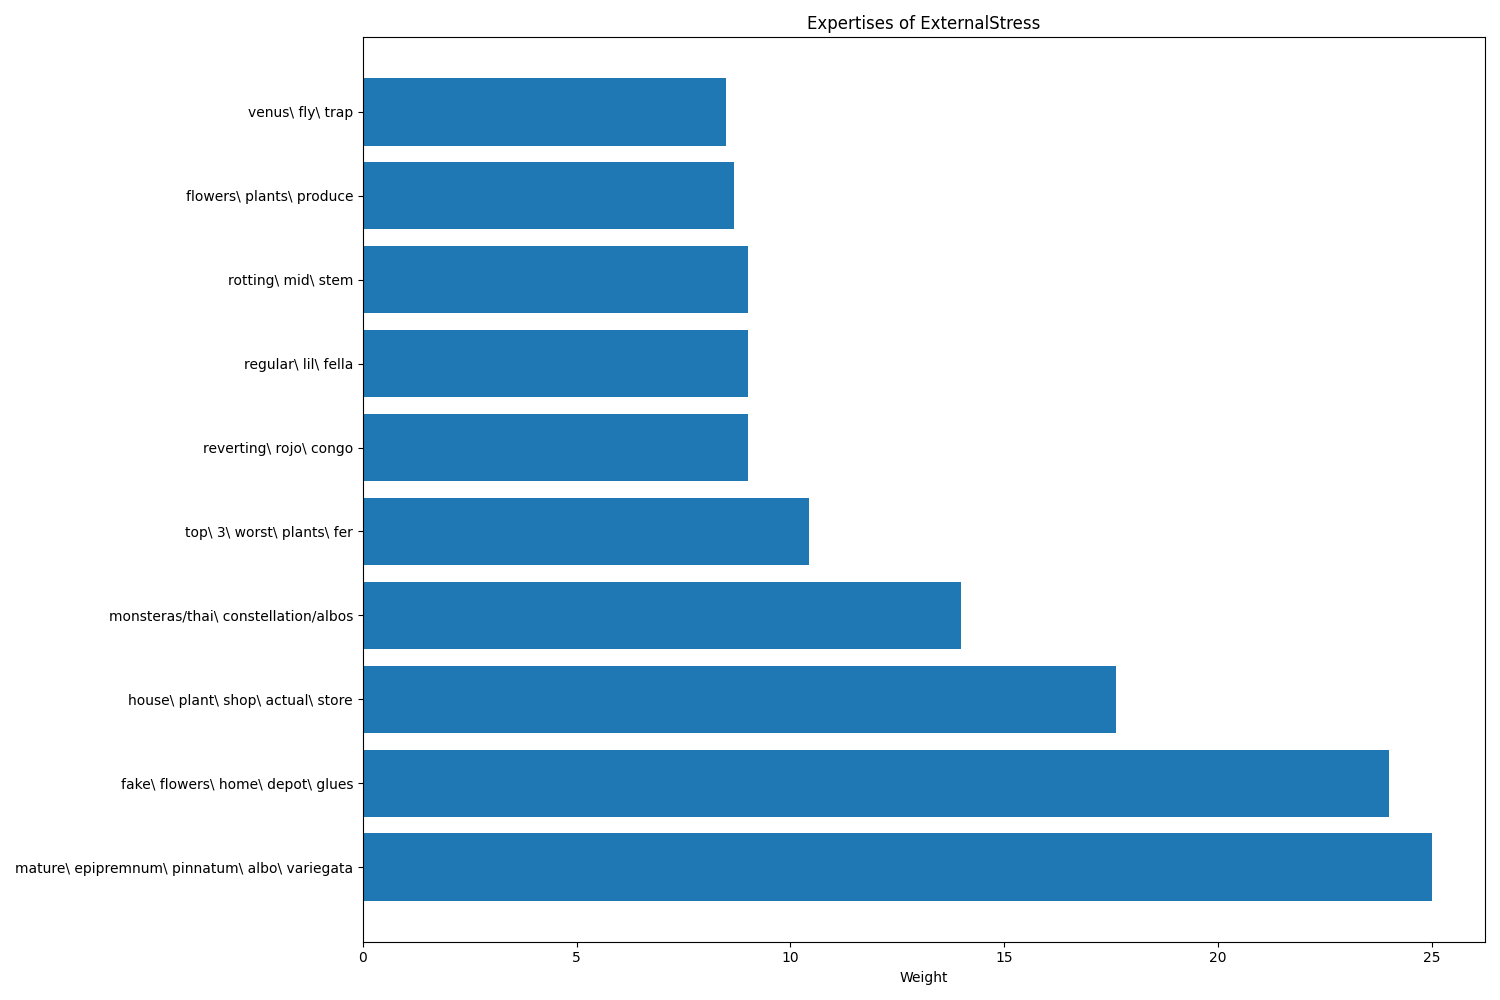 Expertises of ExternalStress
venus\ fly\ trap
flowers\ plants\ produce
rotting\ mid\ stem
regular\ lil\ fella
reverting\ rojo\ congo
top\ 3\ worst\ plants\ fer
monsteras/thai\ constellation/albos
house\ plant\ shop\ actual\ store
fake\ flowers\ home\ depot\ glues
mature\ epipremnum\ pinnatum\ albo\ variegata
0 5 10 15 20 25
Weight